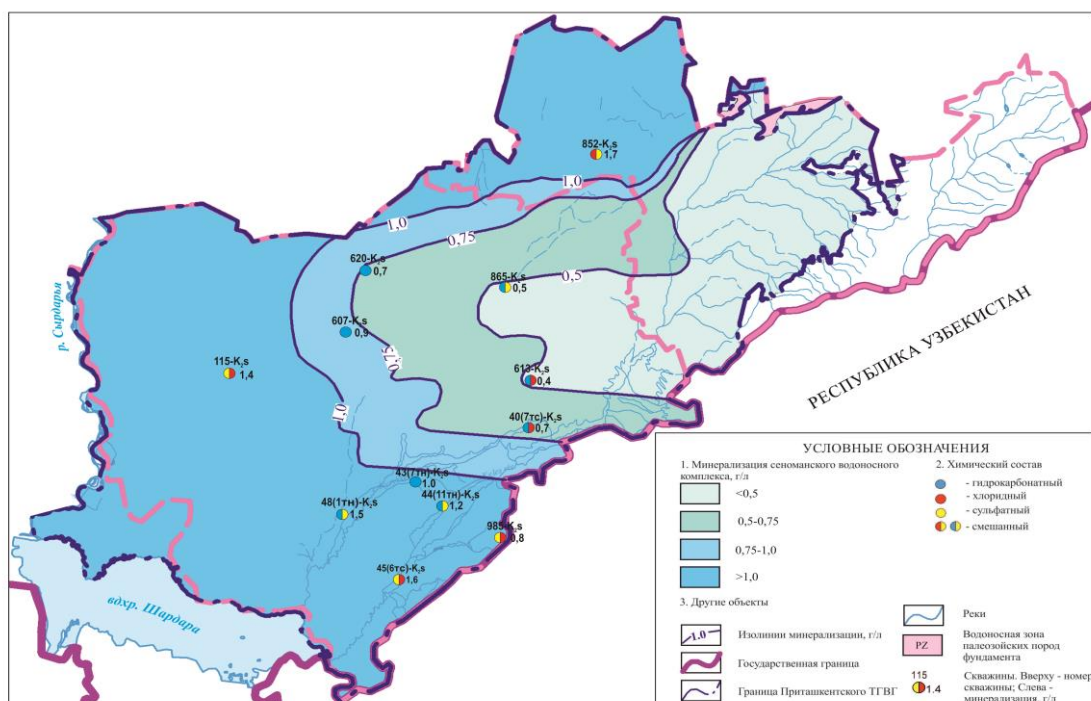 852-K₂s
1,7
1,0
1,0
0,75
620-K₂s
0,7
865-K₂s
0,5
0,5
р. Сырдарья
607-K₂s
0,9
115-K₂s
1,4
0,75
613-K₂s
0,4
1,0
40(7тс)-K₂s
0,7
43(7тн)-K₂s
1.0
44(11тн)-K₂s
1,2
48(1тн)-K₂s
1,5
985-K₂s
0,8
45(6тс)-K₂s
1,6
вдхр. Шардара
РЕСПУБЛИКА УЗБЕКИСТАН
УСЛОВНЫЕ ОБОЗНАЧЕНИЯ
1. Минерализация сеноманского водоносного
комплекса, г/л
<0,5
0,5-0,75
0,75-1,0
>1,0
2. Химический состав
- гидрокарбонатный
- хлоридный
- сульфатный
- смешанный
3. Другие объекты
1.0
Изолинии минерализации, г/л
Государственная граница
Граница Приташкентского ТГВГ
Реки
PZ
Водоносная зона
палеозойских пород
фундамента
115
1.4
Скважины. Вверху - номер
скважины; Слева -
минерализация, г/л